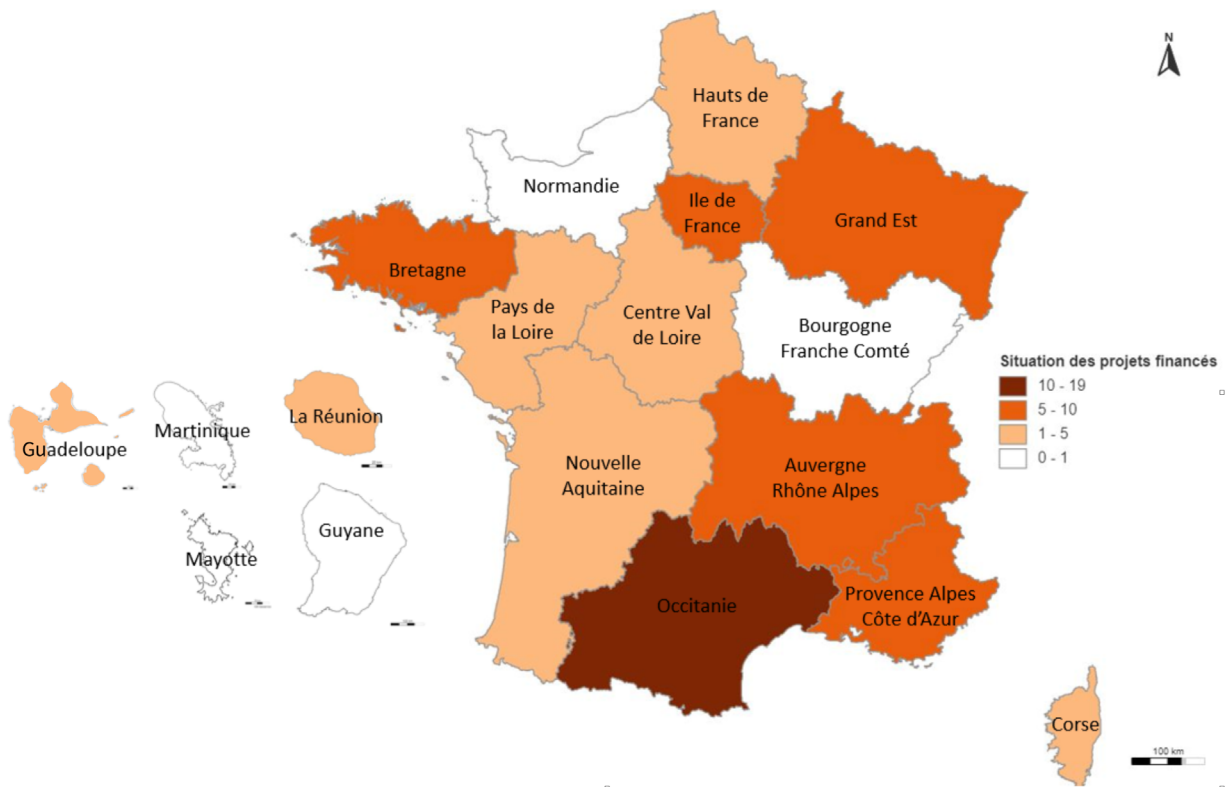 N
Hauts de
France
Normandie
Ile de
France
Grand Est
Bretagne
Pays de
la Loire
Centre Val
de Loire
Bourgogne
Franche Comté
Situation des projets financés
10 - 19
5 - 10
1 - 5
0 - 1
Guadeloupe
Martinique
La Réunion
Nouvelle
Aquitaine
Auvergne
Rhône Alpes
Mayotte
Guyane
Occitanie
Provence Alpes
Côte d'Azur
Corse
100 km